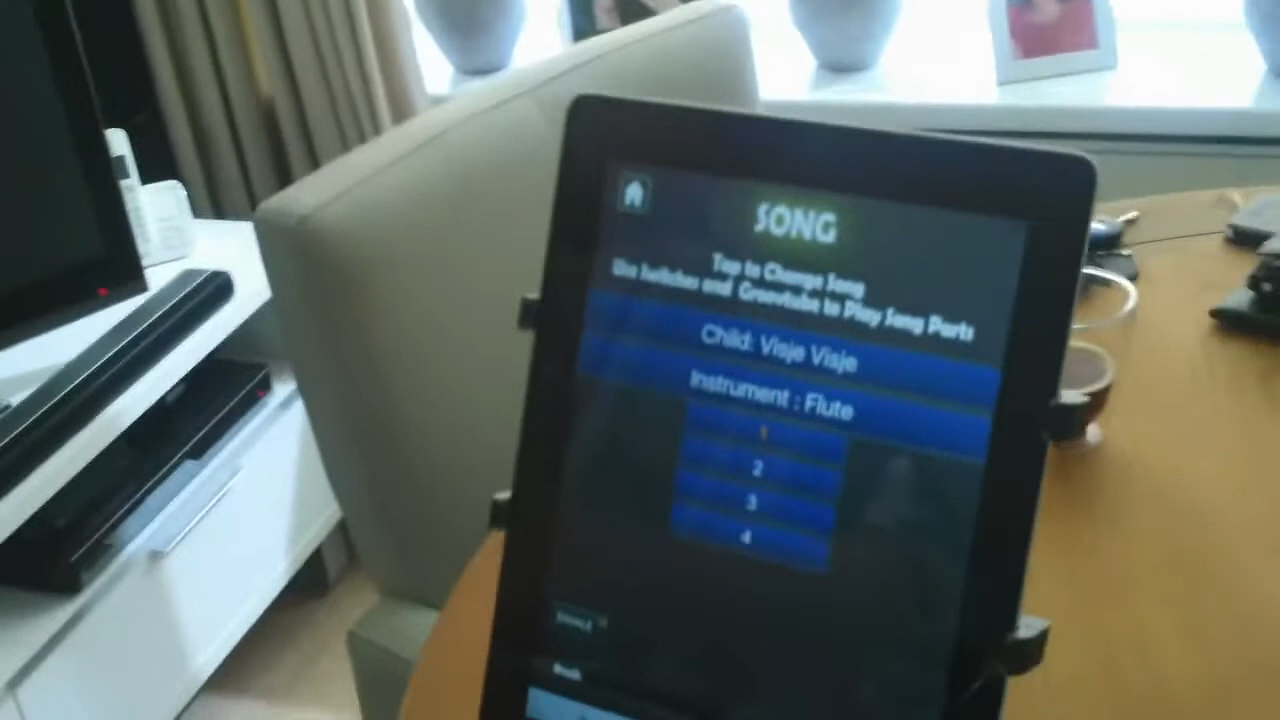 SONG
Tap to Change Song
Use Switches and Groovtube to Play Song Parts
Child: Visje Visje
Instrument : Flute
1
2
3
4